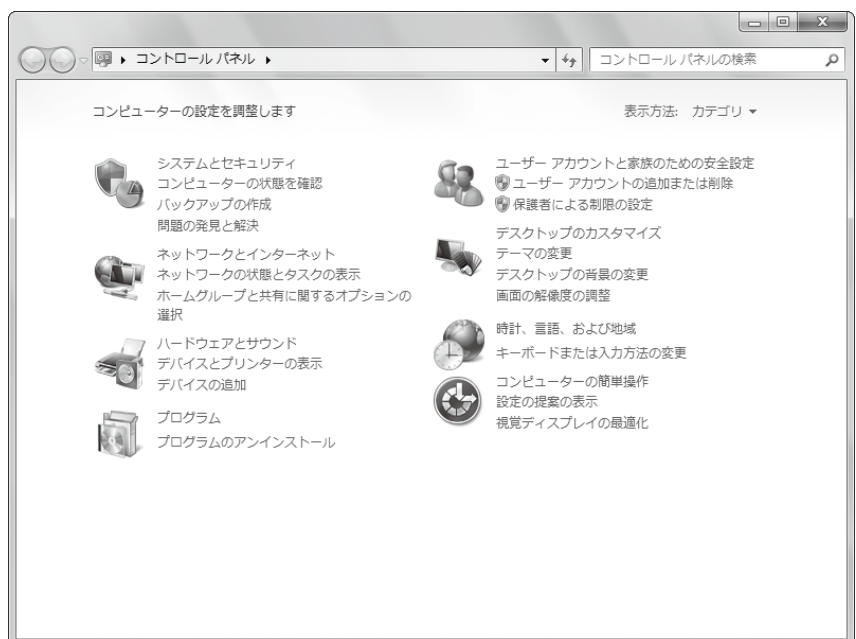 コントロール パネル
コントロール パネルの検索
コンピューターの設定を調整します
表示方法: カテゴリ
システムとセキュリティ
コンピューターの状態を確認
バックアップの作成
問題の発見と解決
ネットワークとインターネット
ネットワークの状態とタスクの表示
ホームグループと共有に関するオプションの
選択
ハードウェアとサウンド
デバイスとプリンターの表示
デバイスの追加
プログラム
プログラムのアンインストール
ユーザー アカウントと家族のための安全設定
ユーザー アカウントの追加または削除
保護者による制限の設定
デスクトップのカスタマイズ
テーマの変更
デスクトップの背景の変更
画面の解像度の調整
時計、言語、および地域
キーボードまたは入力方法の変更
コンピューターの簡単操作
設定の提案の表示
視覚ディスプレイの最適化